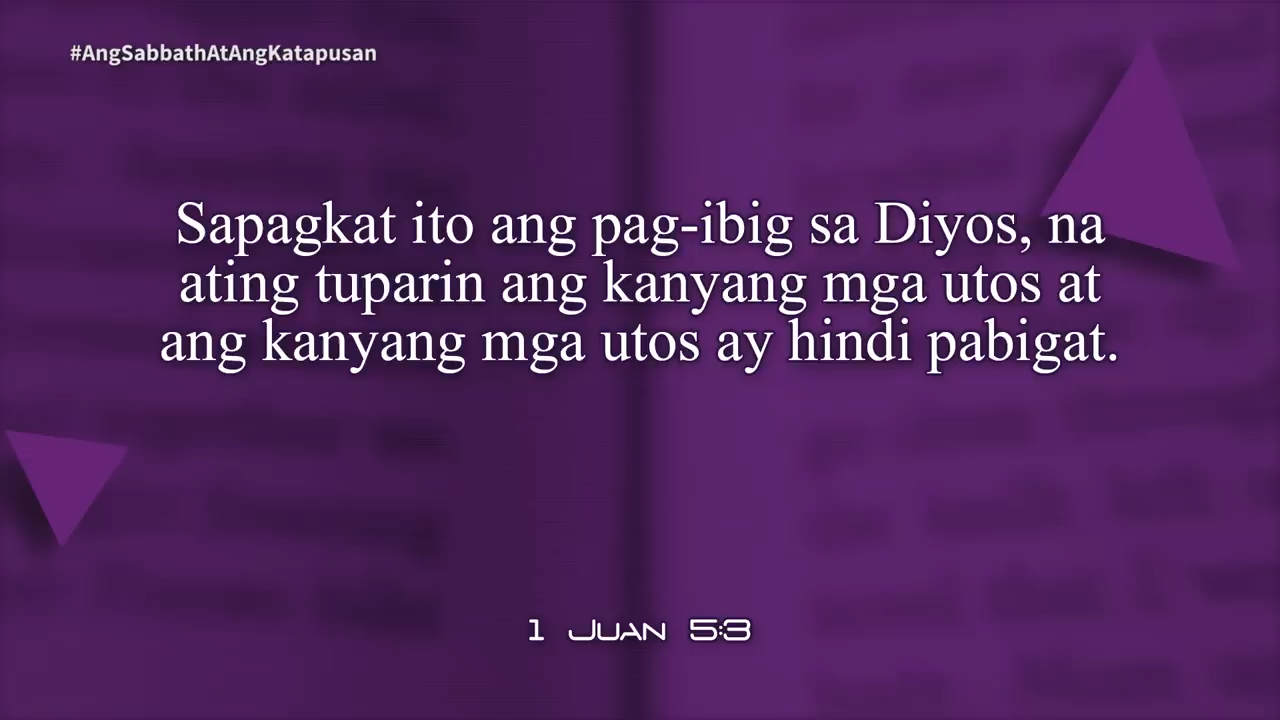 #AngSabbathAtAngKatapusan
Sapagkat ito ang pag-ibig sa Diyos, na
ating tuparin ang kanyang mga utos at
ang kanyang mga utos ay hindi pabigat.
1 Juan 5:3